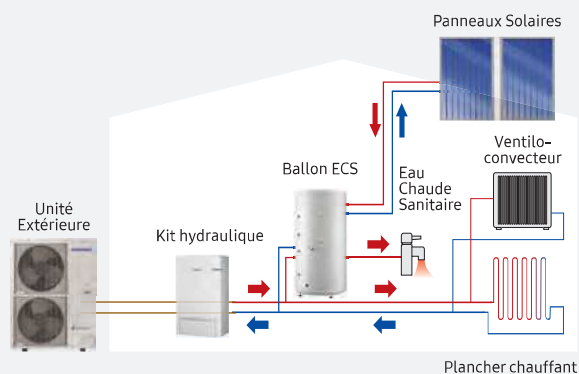 Panneaux Solaires
Ventilo-
convecteur
Ballon ECS
Eau
Chaude
Sanitaire
Unité
Extérieure
Kit hydraulique
Plancher chauffant